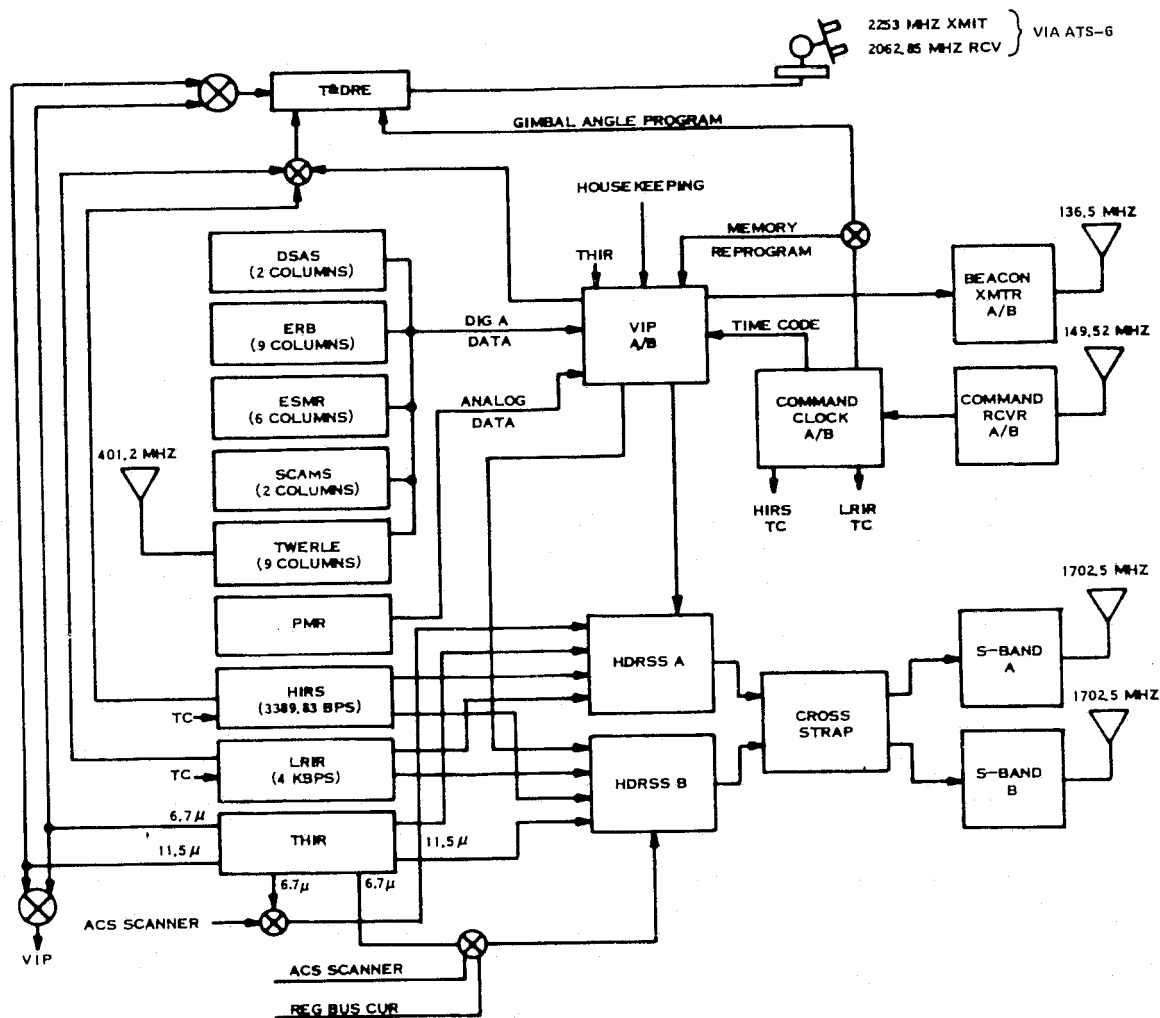 2253 MHZ XMIT
2062.85 MHZ RCV
VIA ATS-6
T&DRE
GIMBAL ANGLE PROGRAM
HOUSEKEEPING
THIR
MEMORY
REPROGRAM
136.5 MHZ
DSAS
(2 COLUMNS)
ERB
(9 COLUMNS)
DIG A
DATA
VIP
A/B
TIME CODE
BEACON
XMTR
A/B
149.52 MHZ
ESMR
(6 COLUMNS)
ANALOG
DATA
COMMAND
CLOCK
A/B
COMMAND
RCVR
A/B
401.2 MHZ
SCAMS
(2 COLUMNS)
HIRS
TC
LRIR
TC
TWERLE
(9 COLUMNS)
PMR
1702.5 MHZ
HDRSS A
S-BAND
A
HIRS
(3389.83 BPS)
TC
CROSS
STRAP
1702.5 MHZ
LRIR
(4 KBPS)
TC
HDRSS B
S-BAND
B
6.7μ
11.5μ
THIR
11.5μ
6.7μ
6.7μ
ACS SCANNER
VIP
ACS SCANNER
REG BUS CUR